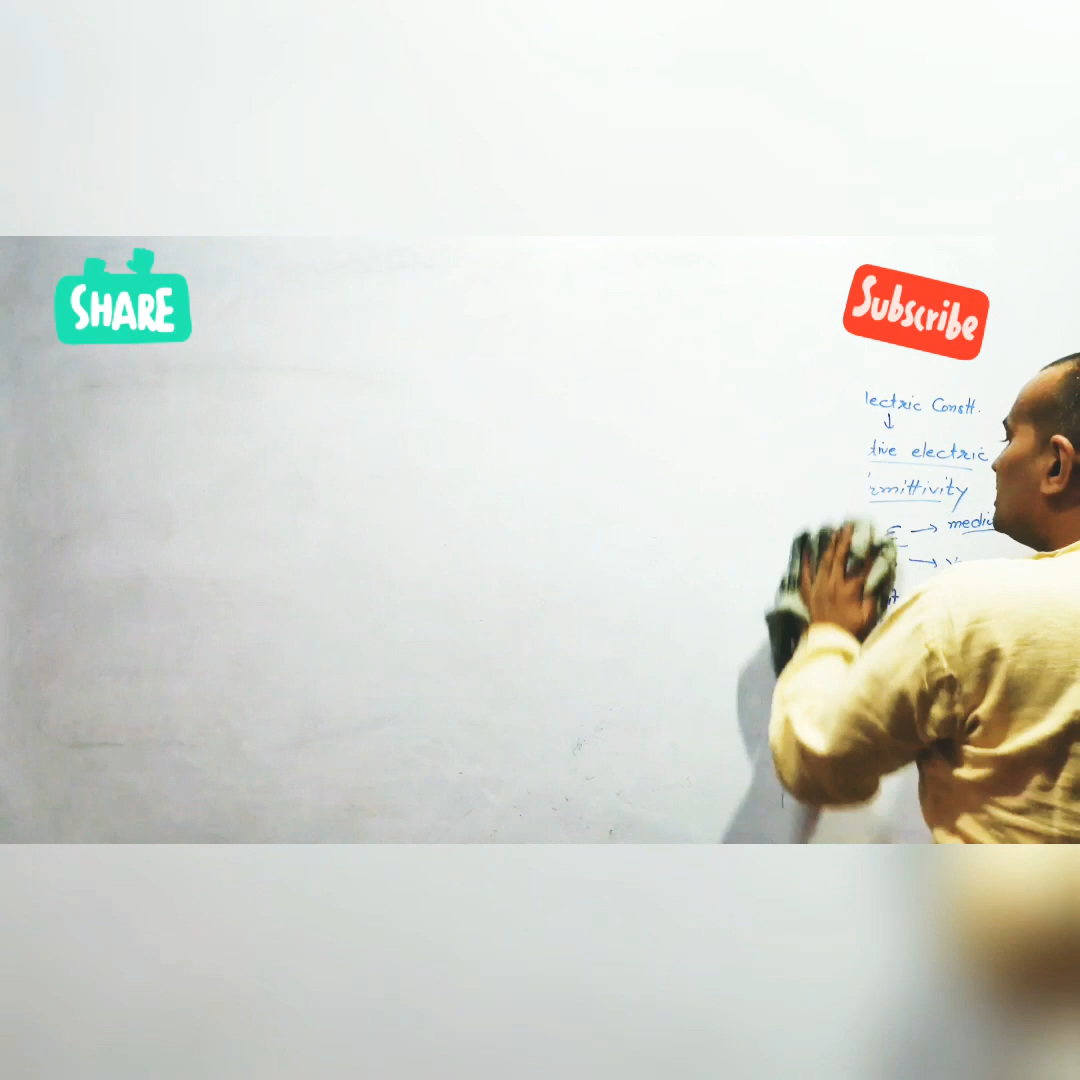 SHARE
Subscribe
lectric Constt.
↓
tive electric
rmittivity
ε → mediu
→